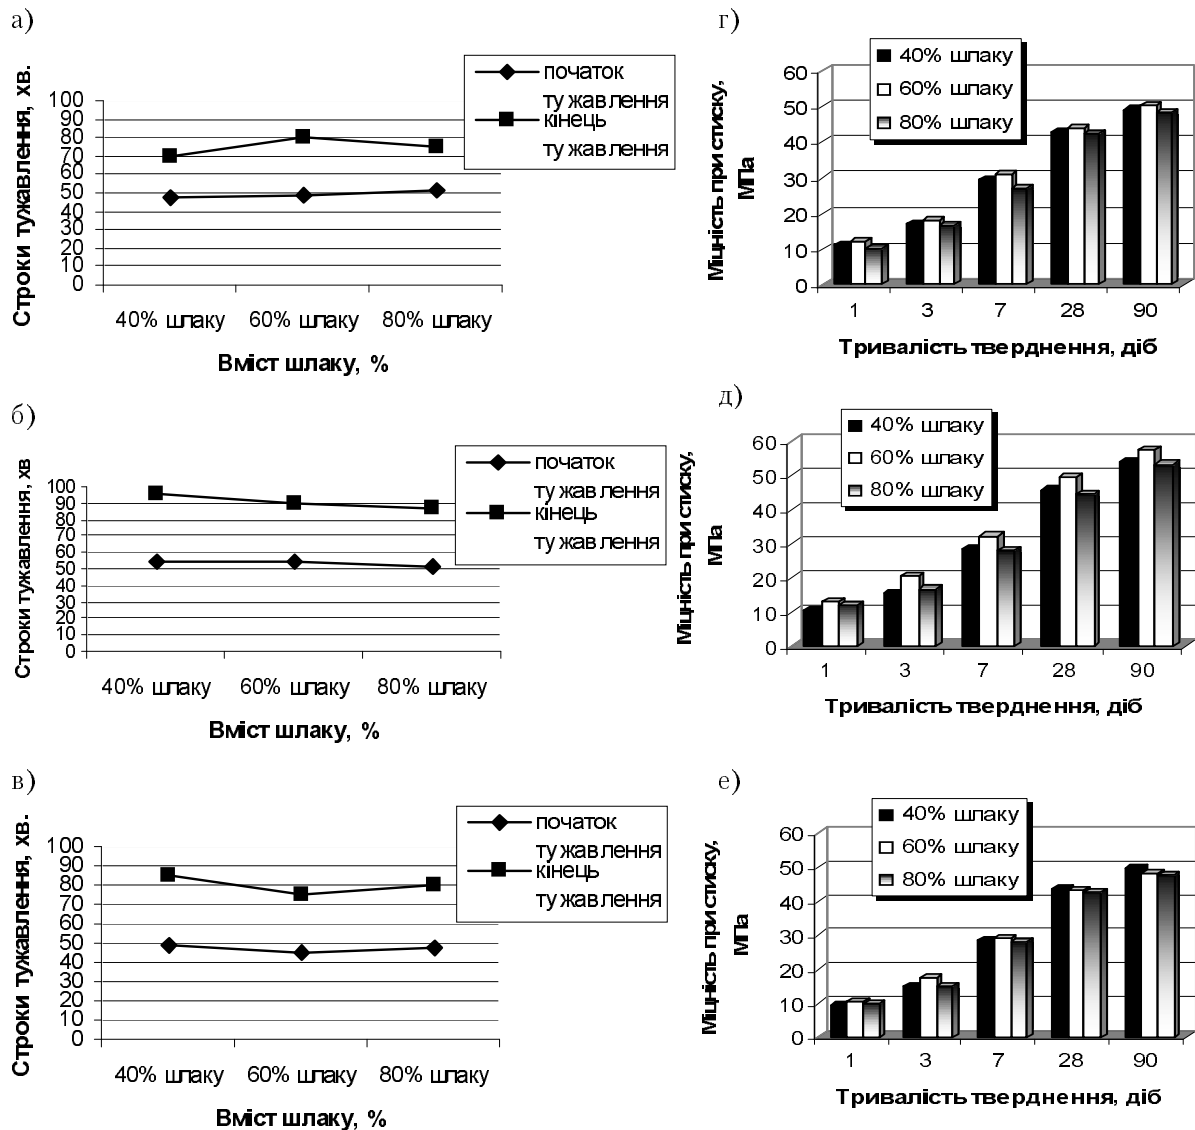 а)
Строки тужавлення, хв.
100
90
80
70
60
50
40
30
20
10
0
початок
тужавлення
кінець
тужавлення
40% шлаку 60% шлаку 80% шлаку
Вміст шлаку, %
г)
Міцність при стиску,
МПа
60
50
40
30
20
10
0
40% шлаку
60% шлаку
80% шлаку
1 3 7 28 90
Тривалість тверднення, діб
б)
Строки тужавлення, хв
100
90
80
70
60
50
40
30
20
10
0
початок
тужавлення
кінець
тужавлення
40% шлаку 60% шлаку 80% шлаку
Вміст шлаку, %
д)
Міцність при стиску,
МПа
60
50
40
30
20
10
0
40% шлаку
60% шлаку
80% шлаку
1 3 7 28 90
Тривалість тверднення, діб
в)
Строки тужавлення, хв.
100
90
80
70
60
50
40
30
20
10
0
початок
тужавлення
кінець
тужавлення
40% шлаку 60% шлаку 80% шлаку
Вміст шлаку, %
е)
Міцність при стиску,
МПа
60
50
40
30
20
10
0
40% шлаку
60% шлаку
80% шлаку
1 3 7 28 90
Тривалість тверднення, діб